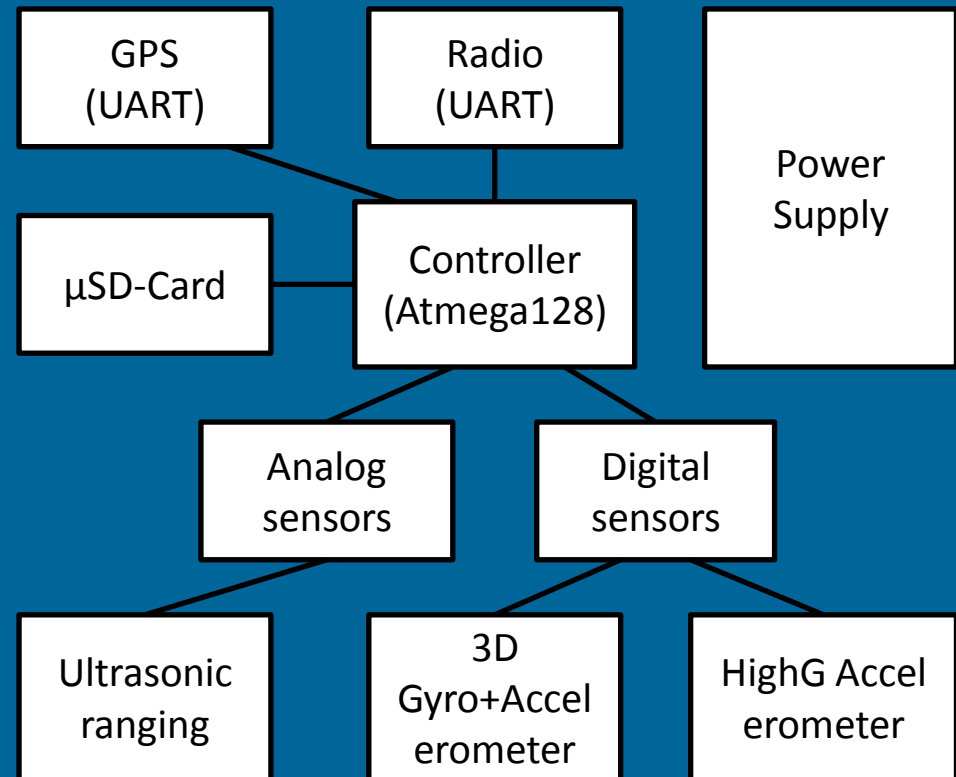 GPS
(UART)
Radio
(UART)
Power
Supply
µSD-Card
Controller
(Atmega128)
Analog
sensors
Digital
sensors
Ultrasonic
ranging
3D
Gyro+Accel
erometer
HighG Accel
erometer